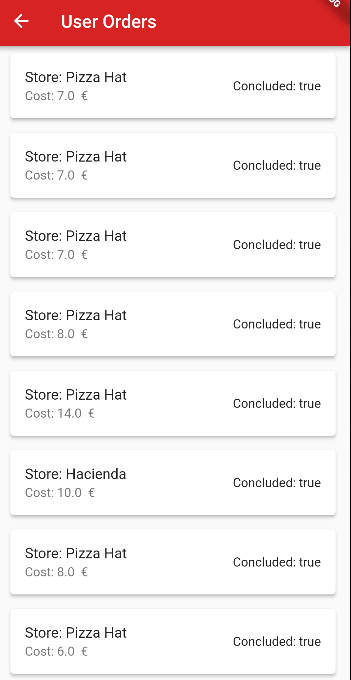 User Orders
Store: Pizza Hat
Cost: 7.0 €
Concluded: true
Store: Pizza Hat
Cost: 7.0 €
Concluded: true
Store: Pizza Hat
Cost: 7.0 €
Concluded: true
Store: Pizza Hat
Cost: 8.0 €
Concluded: true
Store: Pizza Hat
Cost: 14.0 €
Concluded: true
Store: Hacienda
Cost: 10.0 €
Concluded: true
Store: Pizza Hat
Cost: 8.0 €
Concluded: true
Store: Pizza Hat
Cost: 6.0 €
Concluded: true